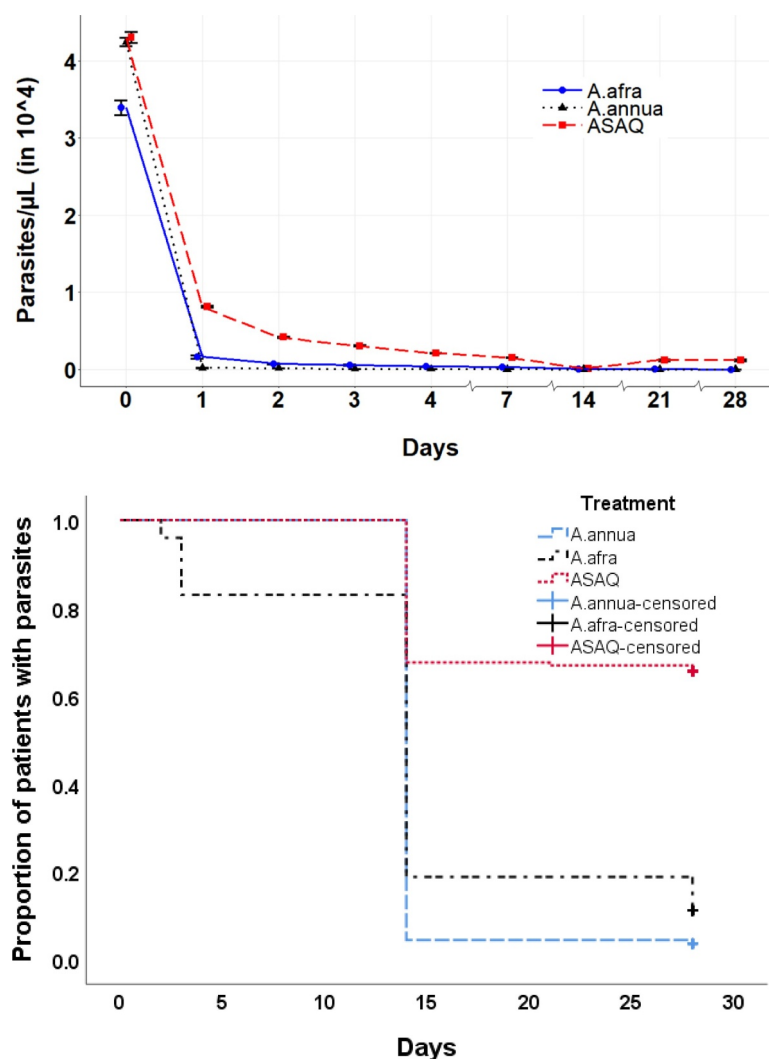 Parasites/µL (in 10^4)
4
3
2
1
0
A.afra
A.annua
ASAQ
0 1 2 3 4 7 14 21 28
Days
Proportion of patients with parasites
1.0
0.8
0.6
0.4
0.2
0.0
Treatment
A.annua
A.afra
ASAQ
A.annua-censored
A.afra-censored
ASAQ-censored
0 5 10 15 20 25 30
Days